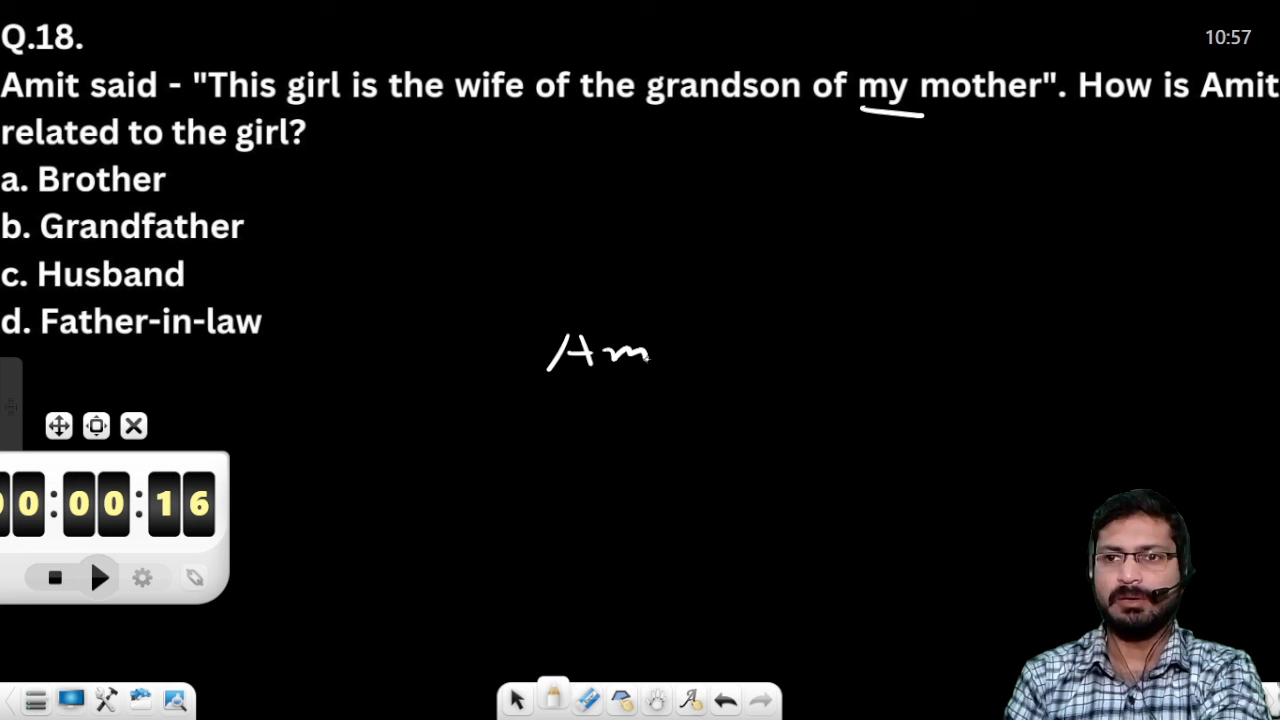 Q.18.
10:57
Amit said - "This girl is the wife of the grandson of my mother". How is Amit
related to the girl?
a. Brother
b. Grandfather
c. Husband
d. Father-in-law
Am
0:00:16